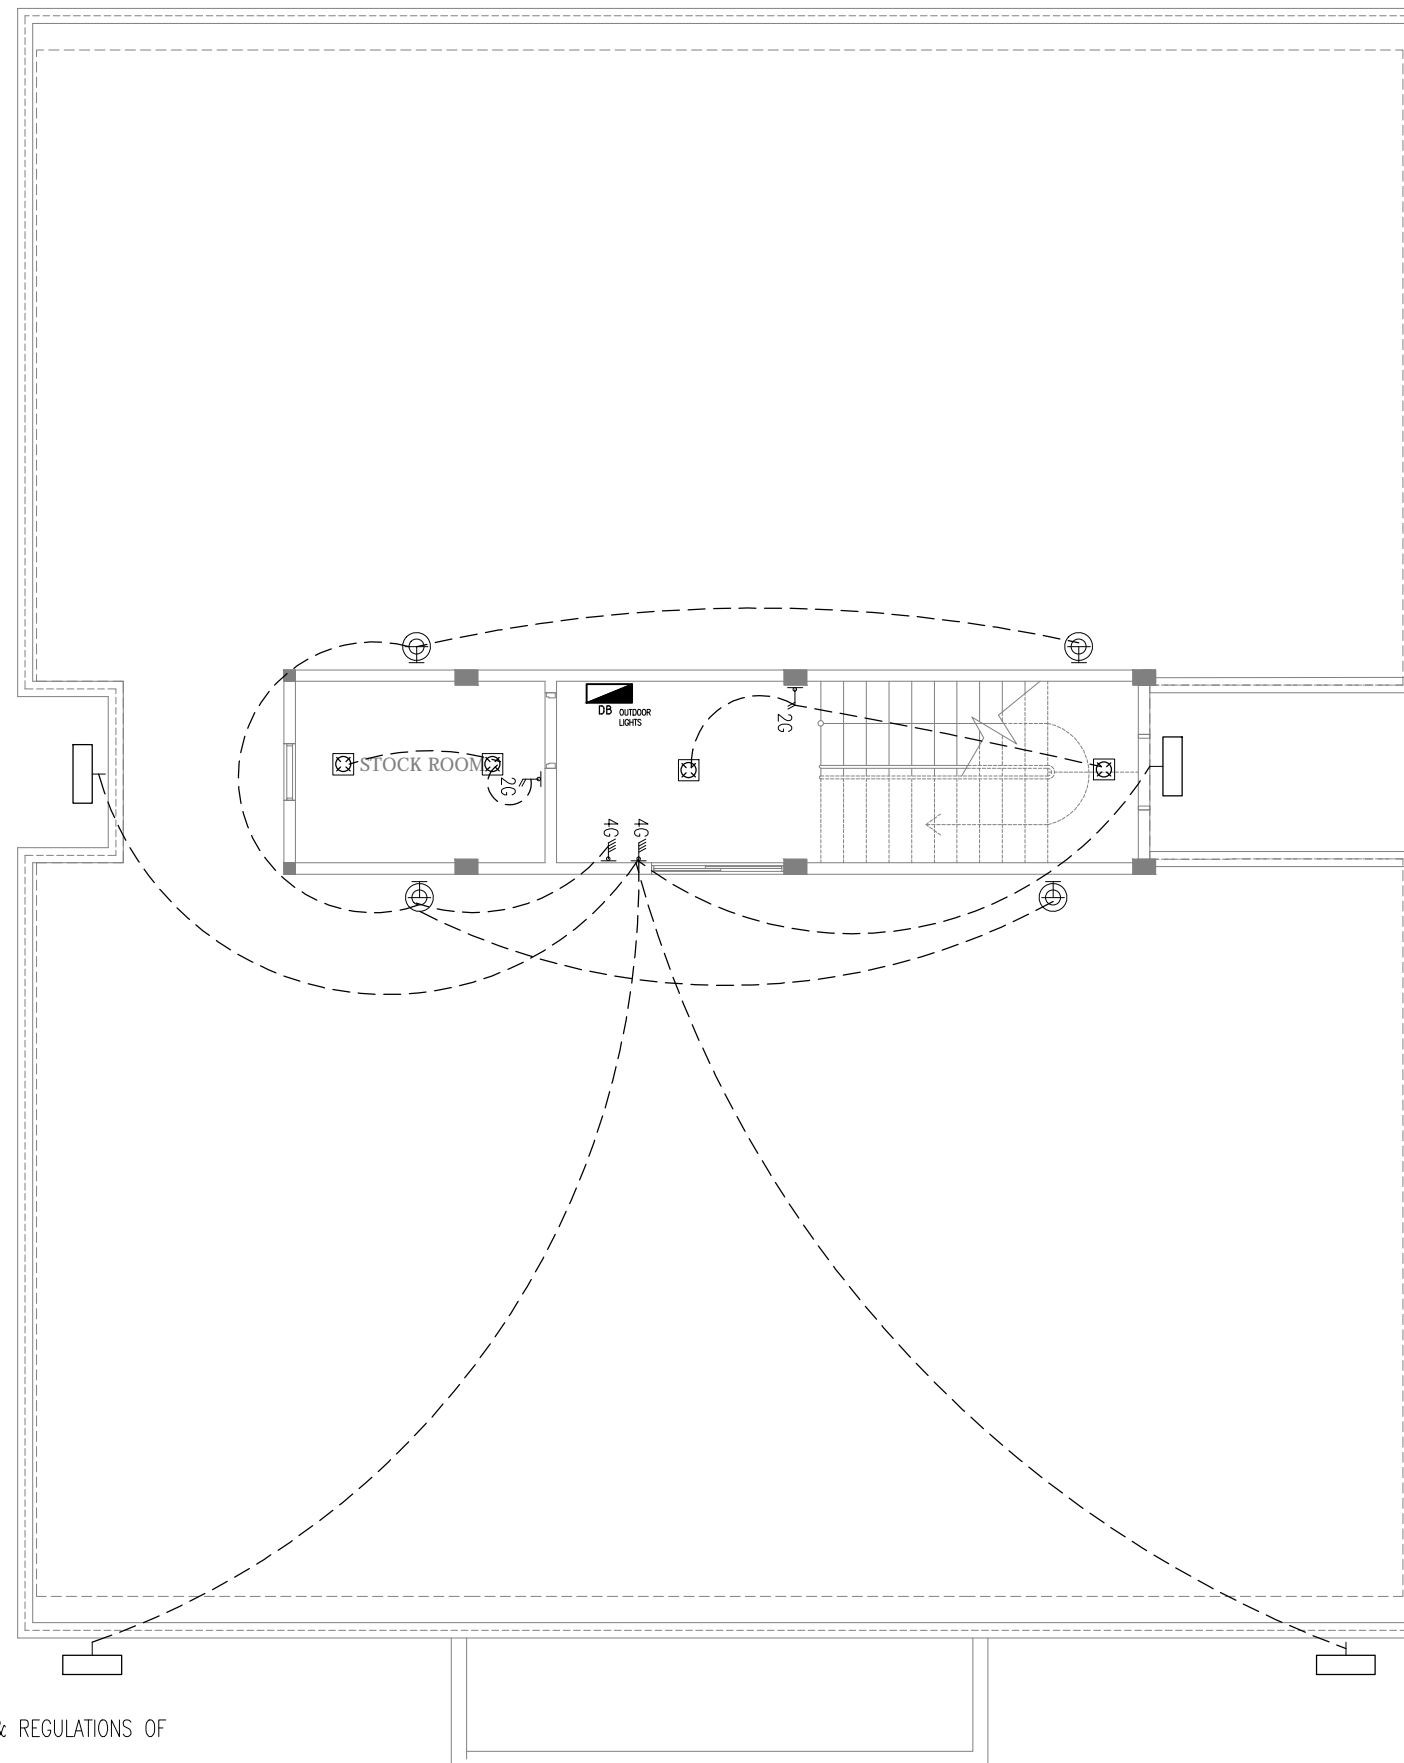 DB OUTDOOR
LIGHTS
2G
STOCK ROOM
2G
4G 4G
& REGULATIONS OF